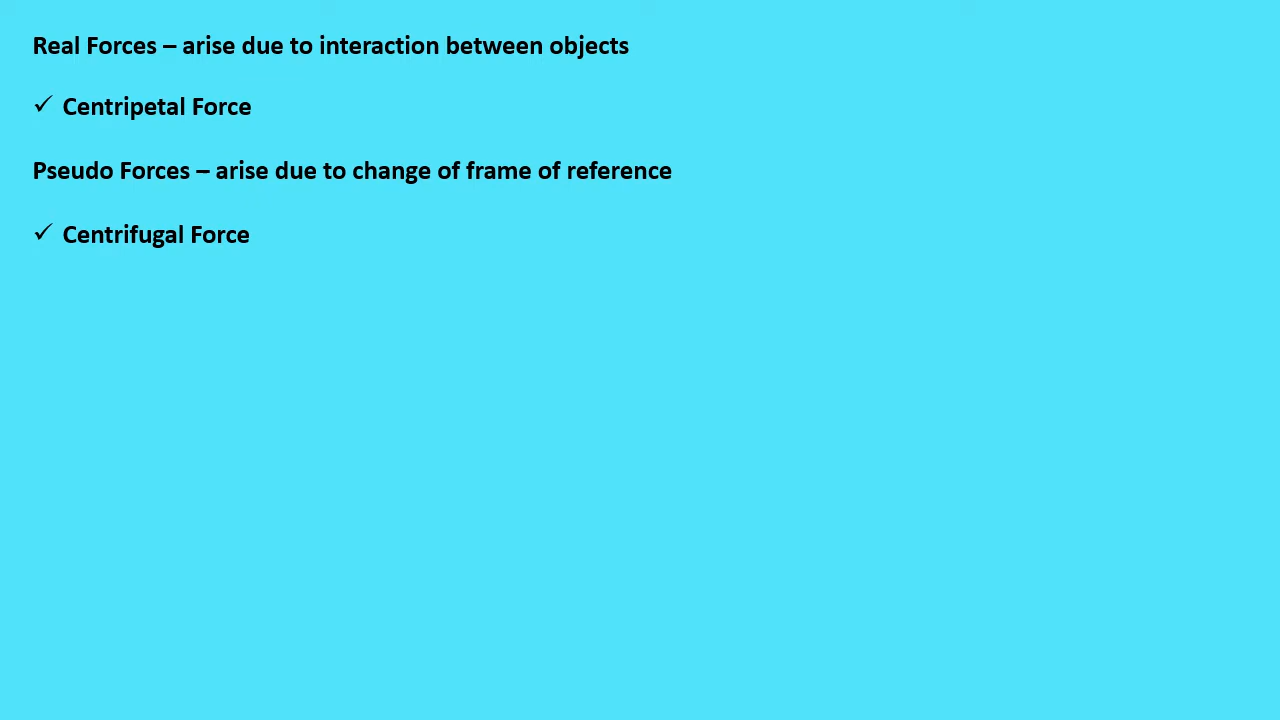 Real Forces – arise due to interaction between objects
✓ Centripetal Force
Pseudo Forces – arise due to change of frame of reference
✓ Centrifugal Force